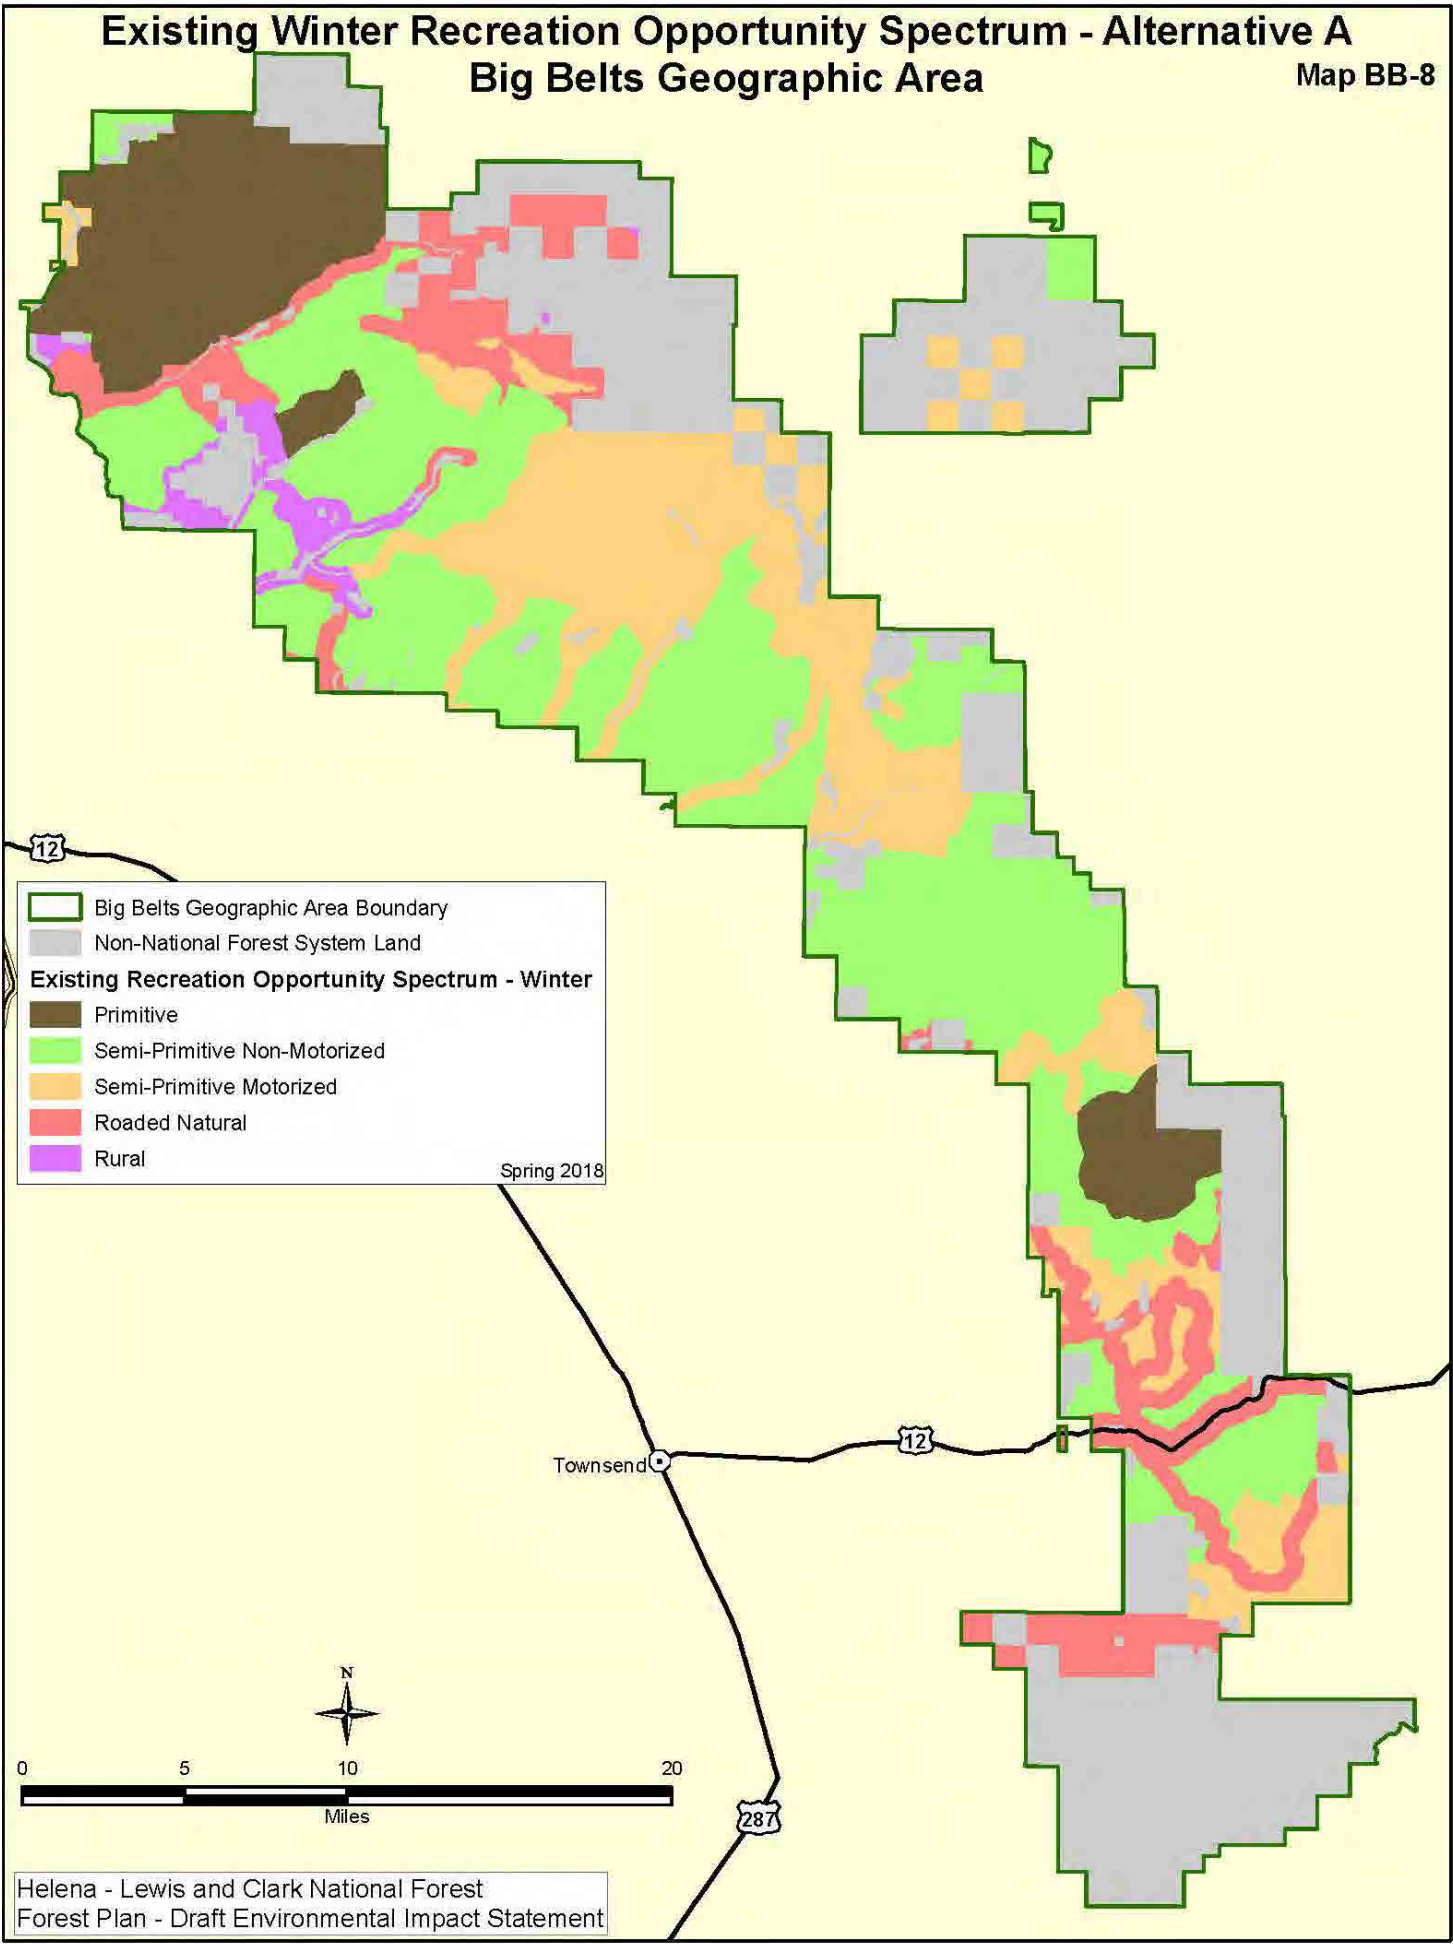 Existing Winter Recreation Opportunity Spectrum - Alternative A
Big Belts Geographic Area
Map BB-8
12
Big Belts Geographic Area Boundary
Non-National Forest System Land
Existing Recreation Opportunity Spectrum - Winter
Primitive
Semi-Primitive Non-Motorized
Semi-Primitive Motorized
Roaded Natural
Rural
Spring 2018
12
Townsend
N
0 5 10 20
Miles
287
Helena - Lewis and Clark National Forest
Forest Plan - Draft Environmental Impact Statement